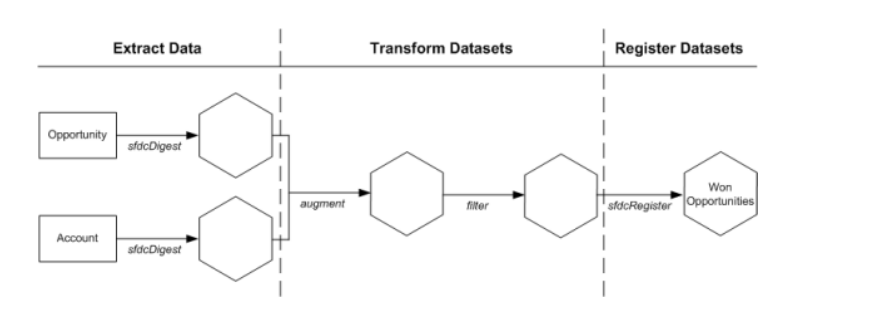 Extract Data
Transform Datasets
Register Datasets
Opportunity
sfdcDigest
augment
filter
sfdcRegister
Won
Opportunities
Account
sfdcDigest